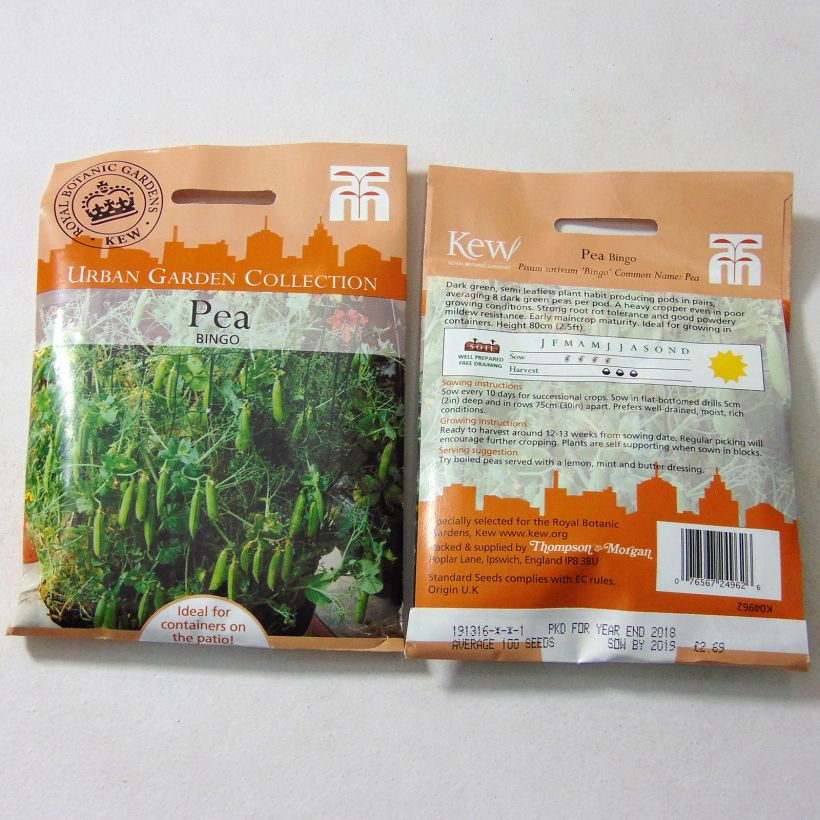 ROYAL BOTANIC GARDENS
• KEW •
URBAN GARDEN COLLECTION
Pea
BINGO
Ideal for
containers on
the patio!
Kew
ROYAL BOTANIC GARDENS
Pea Bingo
Pisum sativum 'Bingo' Common Name: Pea
Dark green, semi leafless plant habit producing pods in pairs,
averaging 8 dark green peas per pod. A heavy cropper even in poor
growing conditions. Strong root rot tolerance and good powdery
mildew resistance. Early maincrop maturity. Ideal for growing in
containers. Height 80cm (2.5ft).
SOIL
WELL PREPARED
FREE DRAINING
J F M A M J J A S O N D
Sow
Harvest
Sowing instructions
Sow every 10 days for successional crops. Sow in flat-bottomed drills 5cm
(2in) deep and in rows 75cm (30in) apart. Prefers well-drained, moist, rich
conditions.
Growing instructions
Ready to harvest around 12-13 weeks from sowing date. Regular picking will
encourage further cropping. Plants are self supporting when sown in blocks.
Serving suggestion
Try boiled peas served with a lemon, mint and butter dressing.
Specially selected for the Royal Botanic
Gardens, Kew www.kew.org
Packed & supplied by Thompson & Morgan
Poplar Lane, Ipswich, England IP8 3BU
Standard Seeds complies with EC rules.
Origin U.K
0 76567 24962 6
K04962
191316-*-*-1 PKD FOR YEAR END 2018
AVERAGE 100 SEEDS SOW BY 2019 £2.69